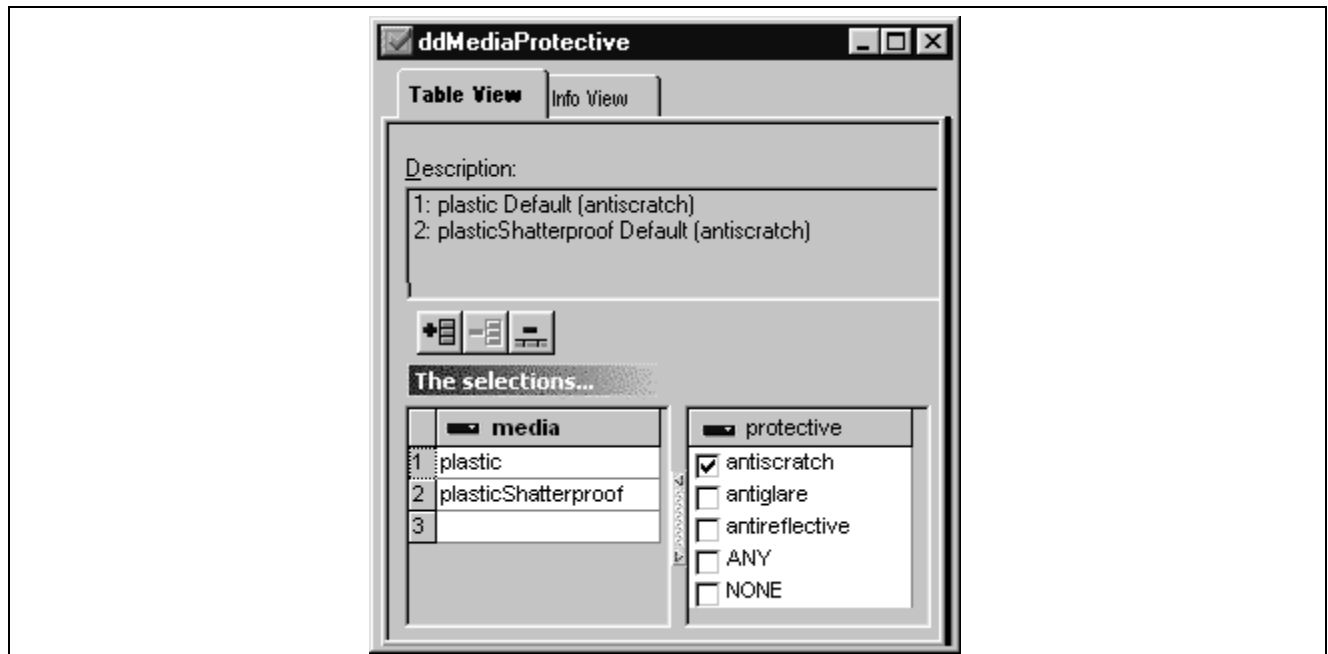 ddMediaProtective
Table View Info View
Description:
1: plastic Default (antiscratch)
2: plasticShatterproof Default (antiscratch)
The selections...
media protective
1 plastic antiscratch
2 plasticShatterproof antiglare
3 antireflective
ANY
NONE